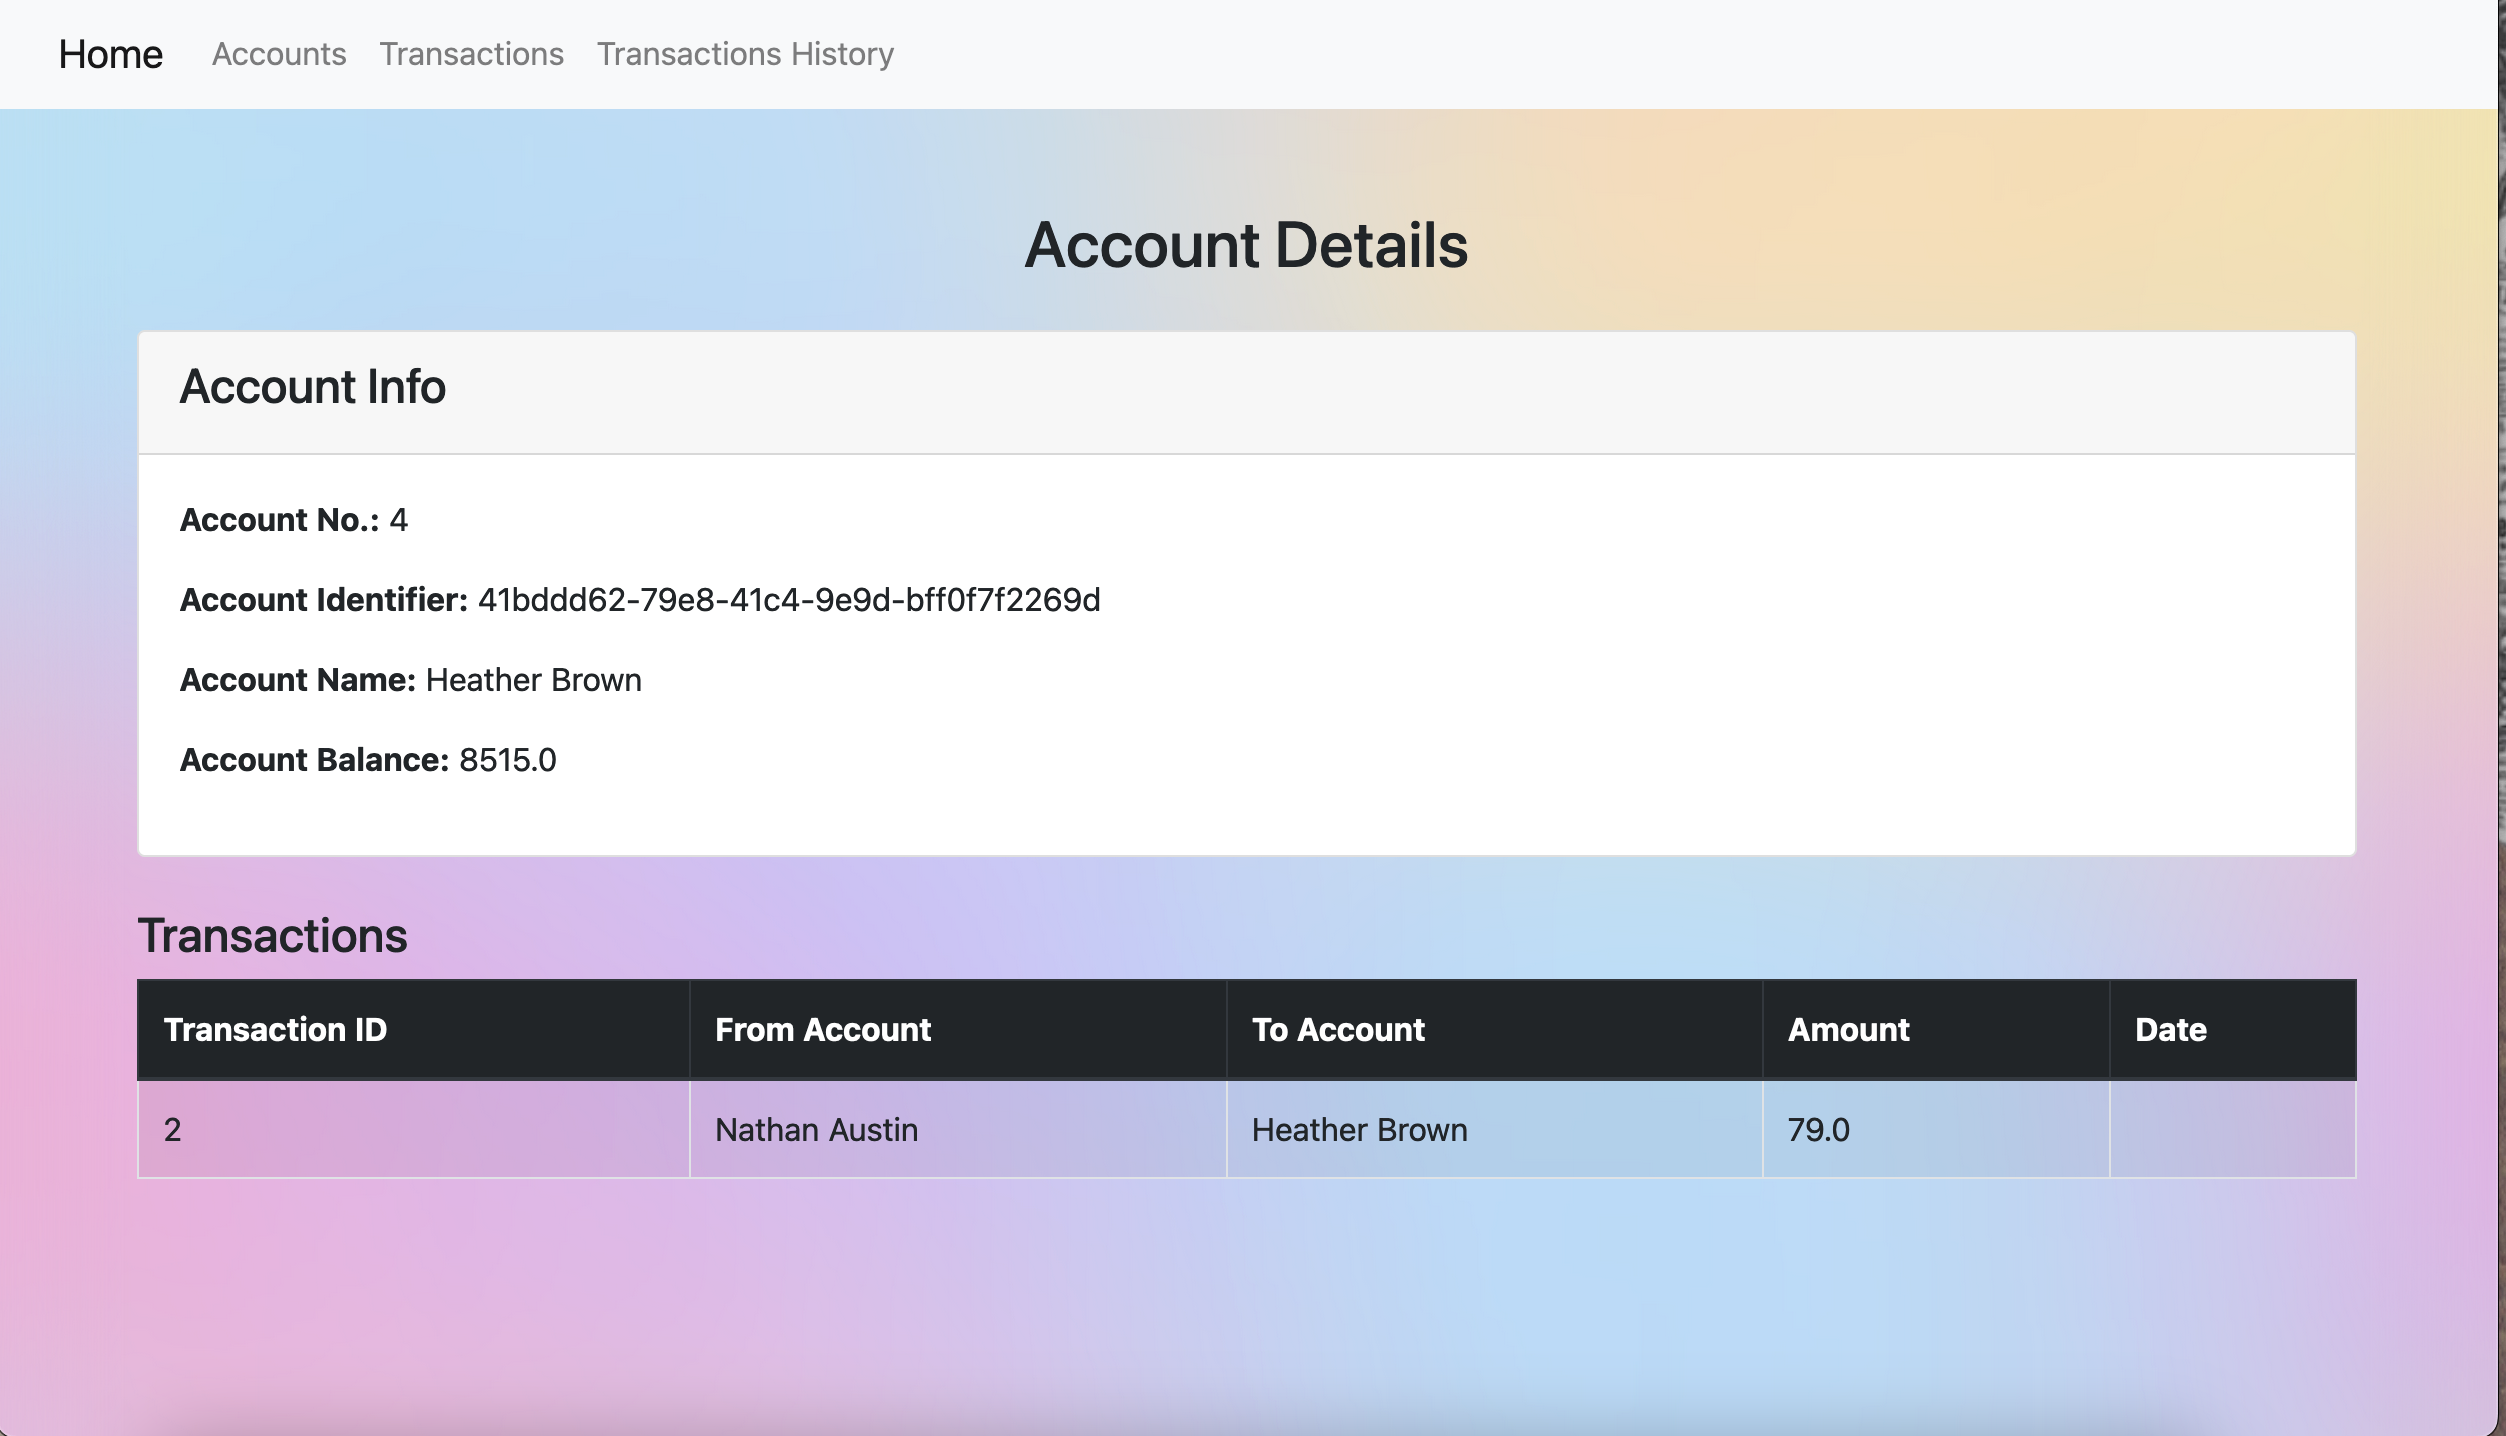 Home Accounts Transactions Transactions History
Account Details
Account Info
Account No.: 4
Account Identifier: 41bddd62-79e8-41c4-9e9d-bff0f7f2269d
Account Name: Heather Brown
Account Balance: 8515.0
Transactions
Transaction ID From Account To Account Amount Date
2 Nathan Austin Heather Brown 79.0